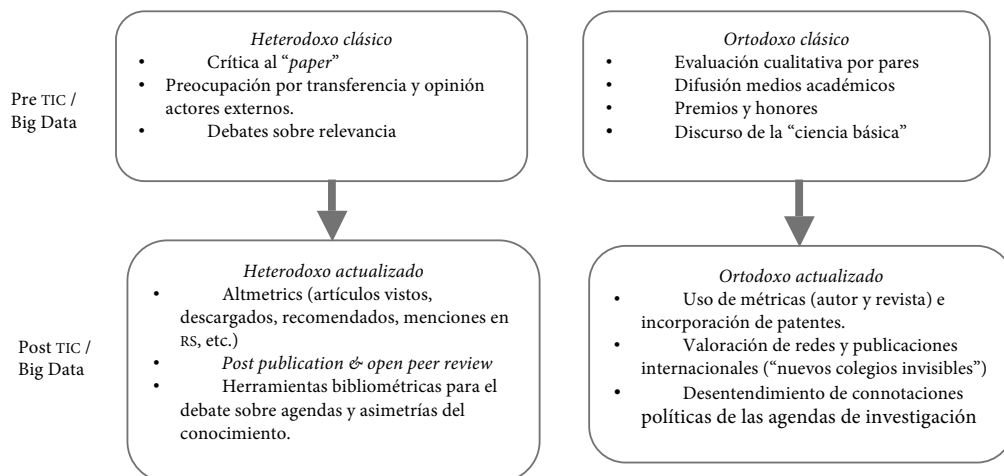 Pre TIC /
Big Data
Heterodoxo clásico
• Crítica al “paper”
• Preocupación por transferencia y opinión
actores externos.
• Debates sobre relevancia
Ortodoxo clásico
• Evaluación cualitativa por pares
• Difusión medios académicos
• Premios y honores
• Discurso de la “ciencia básica”
Post TIC /
Big Data
Heterodoxo actualizado
• Altmetrics (artículos vistos,
descargados, recomendados, menciones en
RS, etc.)
• Post publication & open peer review
• Herramientas bibliométricas para el
debate sobre agendas y asimetrías del
conocimiento.
Ortodoxo actualizado
• Uso de métricas (autor y revista) e
incorporación de patentes.
• Valoración de redes y publicaciones
internacionales (“nuevos colegios invisibles”)
• Desentendimiento de connotaciones
políticas de las agendas de investigación